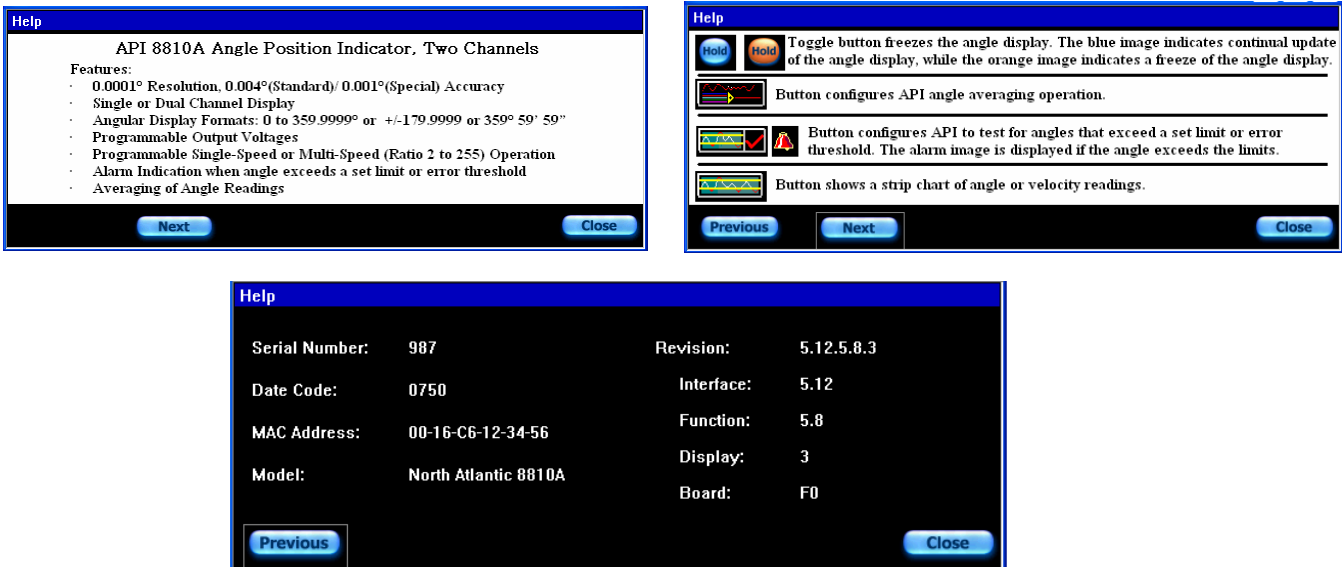 Help
API 8810A Angle Position Indicator, Two Channels
Features:
· 0.0001° Resolution, 0.004°(Standard)/ 0.001°(Special) Accuracy
· Single or Dual Channel Display
· Angular Display Formats: 0 to 359.9999° or +/-179.9999 or 359° 59' 59”
· Programmable Output Voltages
· Programmable Single-Speed or Multi-Speed (Ratio 2 to 255) Operation
· Alarm Indication when angle exceeds a set limit or error threshold
· Averaging of Angle Readings
Next
Close
Help
Hold
Hold
Toggle button freezes the angle display. The blue image indicates continual update
of the angle display, while the orange image indicates a freeze of the angle display.
Button configures API angle averaging operation.
Button configures API to test for angles that exceed a set limit or error
threshold. The alarm image is displayed if the angle exceeds the limits.
Button shows a strip chart of angle or velocity readings.
Previous
Next
Close
Help
Serial Number: 987
Date Code: 0750
MAC Address: 00-16-C6-12-34-56
Model: North Atlantic 8810A
Revision: 5.12.5.8.3
Interface: 5.12
Function: 5.8
Display: 3
Board: F0
Previous
Close